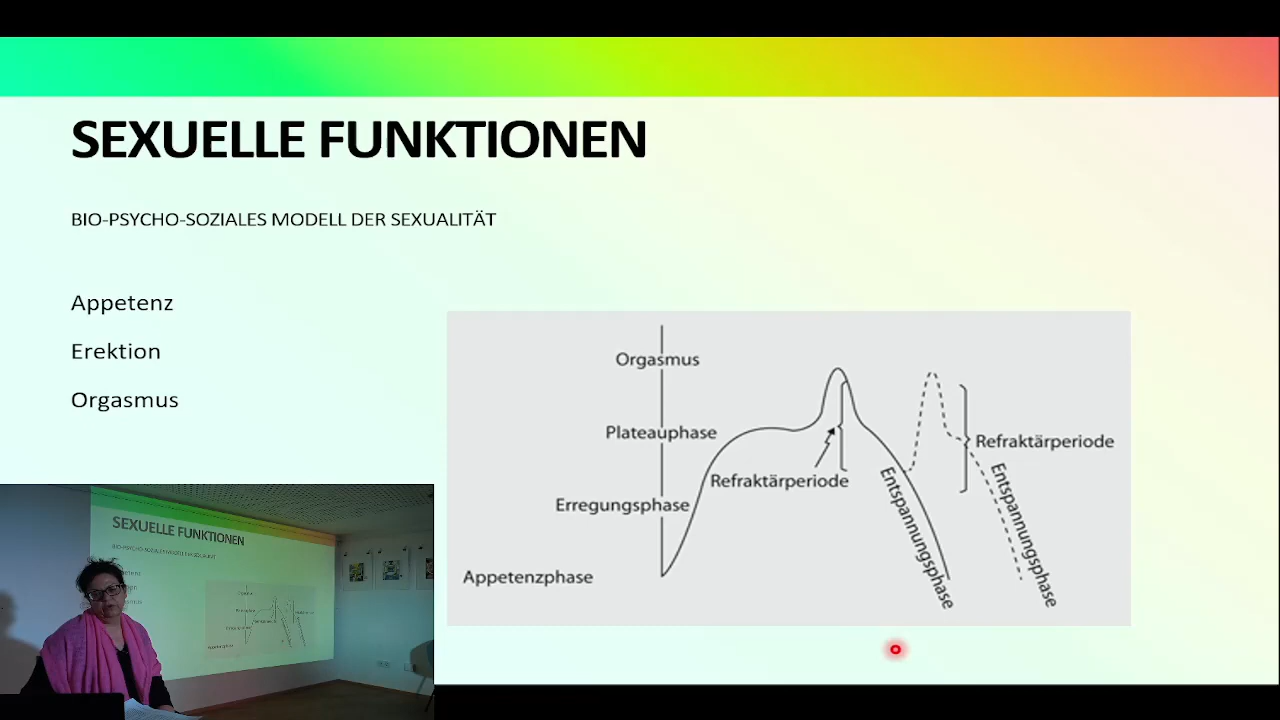 SEXUELLE FUNKTIONEN
BIO-PSYCHO-SOZIALES MODELL DER SEXUALITÄT
Appetenz
Erektion
Orgasmus
Orgasmus
Plateauphase
Refraktärperiode
Refraktärperiode
Erregungsphase
Entspannungsphase
Entspannungsphase
Appetenzphase
SEXUELLE FUNKTIONEN